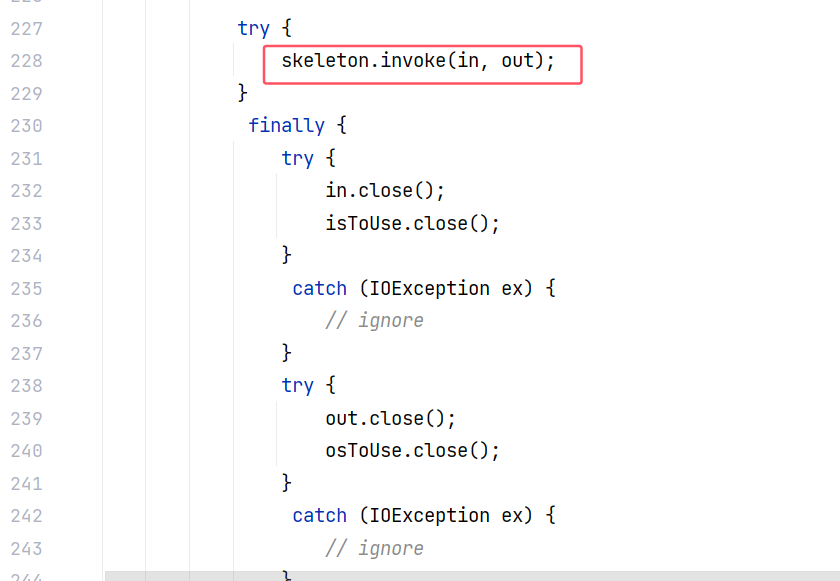 227 try {
228 skeleton.invoke(in, out);
229 }
230 finally {
231 try {
232 in.close();
233 isToUse.close();
234 }
235 catch (IOException ex) {
236 // ignore
237 }
238 try {
239 out.close();
240 osToUse.close();
241 }
242 catch (IOException ex) {
243 // ignore
244 }